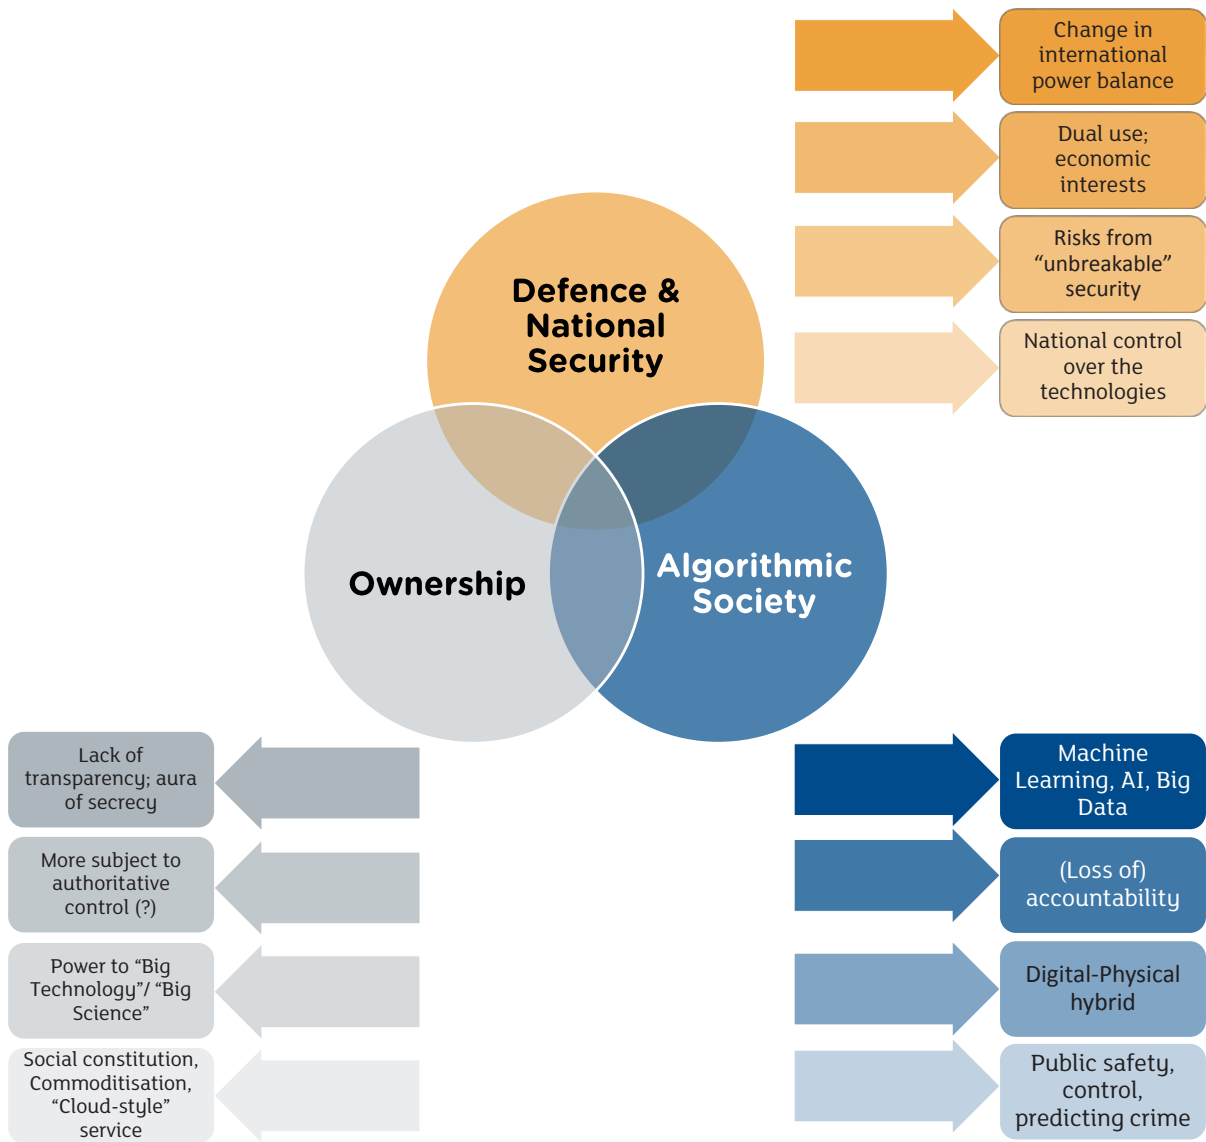 Change in
international
power balance
Dual use;
economic
interests
Risks from
“unbreakable”
security
National control
over the
technologies
Defence &
National
Security
Ownership
Algorithmic
Society
Lack of
transparency; aura
of secrecy
More subject to
authoritative
control (?)
Power to “Big
Technology”/ “Big
Science”
Social constitution,
Commoditisation,
“Cloud-style”
service
Machine
Learning, AI, Big
Data
(Loss of)
accountability
Digital-Physical
hybrid
Public safety,
control,
predicting crime